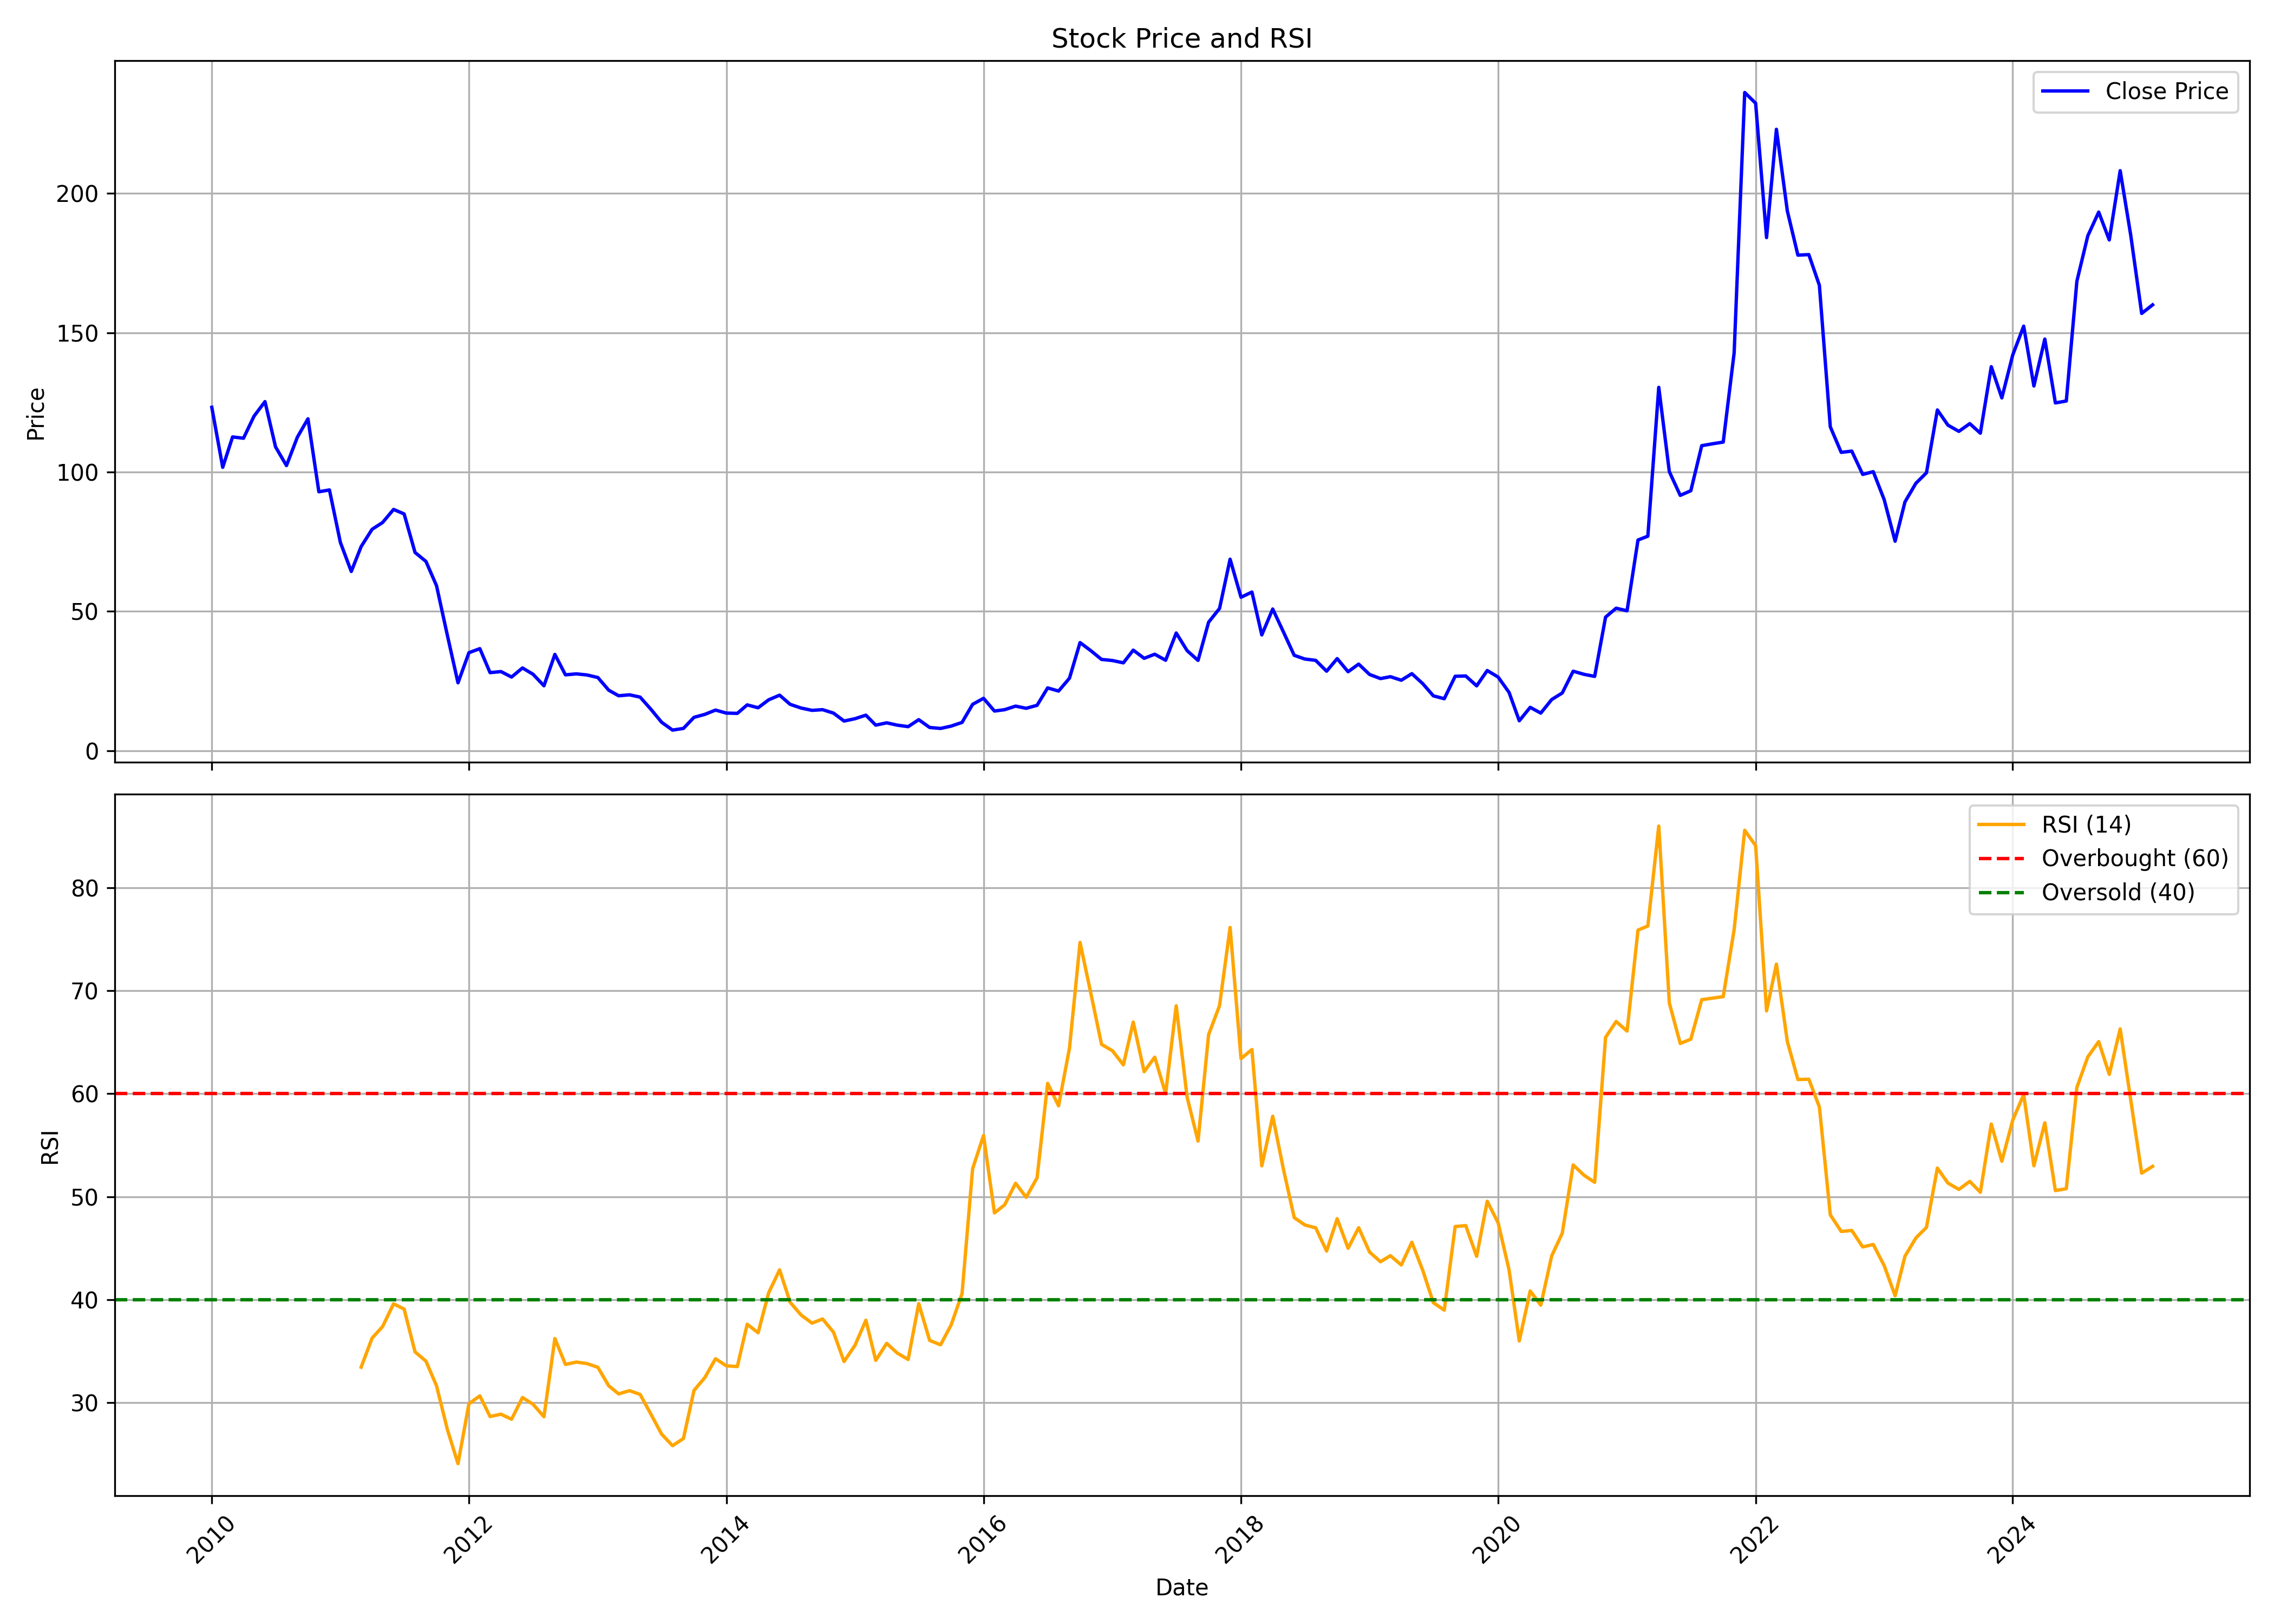 Stock Price and RSI
Close Price
Price
200
150
100
50
0
RSI (14)
Overbought (60)
Oversold (40)
RSI
80
70
60
50
40
30
2010
2012
2014
2016
2018
2020
2022
2024
Date